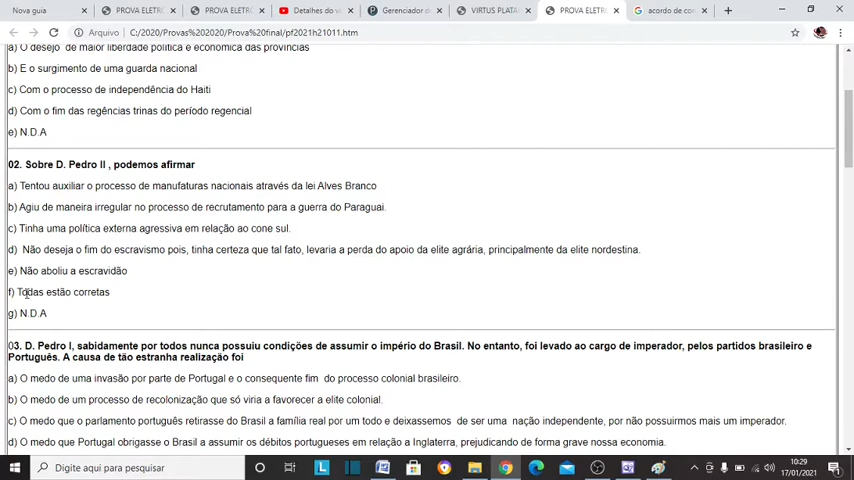 Nova guia
PROVA ELETR
PROVA ELETR
Detalhes do ví
Gerenciador de
VIRTUS PLATA
PROVA ELETR
acordo de con
Arquivo | C:/2020/Provas%202020/Prova%20final/pf2021h21011.htm
a) O desejo de maior liberdade política e econômica das províncias
b) E o surgimento de uma guarda nacional
c) Com o processo de independência do Haiti
d) Com o fim das regências trinas do período regencial
e) N.D.A
02. Sobre D. Pedro II , podemos afirmar
a) Tentou auxiliar o processo de manufaturas nacionais através da lei Alves Branco
b) Agiu de maneira irregular no processo de recrutamento para a guerra do Paraguai.
c) Tinha uma política externa agressiva em relação ao cone sul.
d) Não deseja o fim do escravismo pois, tinha certeza que tal fato, levaria a perda do apoio da elite agrária, principalmente da elite nordestina.
e) Não aboliu a escravidão
f) Todas estão corretas
g) N.D.A
03. D. Pedro I, sabidamente por todos nunca possuiu condições de assumir o império do Brasil. No entanto, foi levado ao cargo de imperador, pelos partidos brasileiro e
Português. A causa de tão estranha realização foi
a) O medo de uma invasão por parte de Portugal e o consequente fim do processo colonial brasileiro.
b) O medo de um processo de recolonização que só viria a favorecer a elite colonial.
c) O medo que o parlamento português retirasse do Brasil a família real por um todo e deixassemos de ser uma nação independente, por não possuirmos mais um imperador.
d) O medo que Portugal obrigasse o Brasil a assumir os débitos portugueses em relação a Inglaterra, prejudicando de forma grave nossa economia.
Digite aqui para pesquisar
10:29
17/01/2021